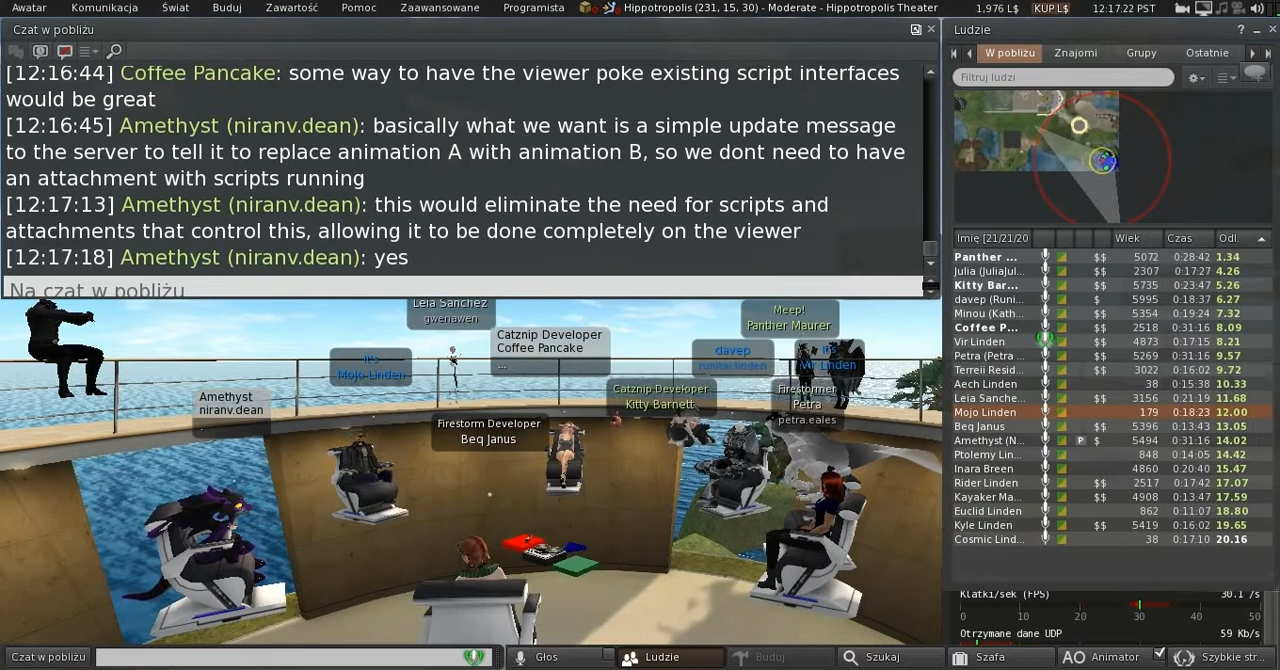 Awatar Komunikacja Świat Buduj Zawartość Pomoc Zaawansowane Programista Hippotropolis (231, 15, 30) - Moderate - Hippotropolis Theater 1,976 L$ KUP L$ 12:17:22 PST
Czat w pobliżu
[12:16:44] Coffee Pancake: some way to have the viewer poke existing script interfaces
would be great
[12:16:45] Amethyst (niranv.dean): basically what we want is a simple update message
to the server to tell it to replace animation A with animation B, so we dont need to have
an attachment with scripts running
[12:17:13] Amethyst (niranv.dean): this would eliminate the need for scripts and
attachments that control this, allowing it to be done completely on the viewer
[12:17:18] Amethyst (niranv.dean): yes
Na czat w pobliżu
Leia Sanchez
gwenawen
Meep!
Panther Maurer
Catznip Developer
Coffee Pancake
...
It's
Mojo Linden
davep
runitai.linden
It's
Vir Linden
Amethyst
niranv.dean
Catznip Developer
Kitty Barnett
Firestormer
Petra
petra.eales
Firestorm Developer
Beq Janus
Ludzie
W pobliżu Znajomi Grupy Ostatnie
Filtruj ludzi
Imię [21/21/20 Wiek Czas Odl.
Panther ... $$ 5072 0:28:42 1.34
Julia (JuliaJul... $$ 2307 0:17:27 4.26
Kitty Bar... $$ 5735 0:23:47 5.26
davep (Runi... $ 5995 0:18:37 6.27
Minou (Kath... $$ 5354 0:19:24 7.32
Coffee P... $$ 2518 0:31:16 8.09
Vir Linden $$ 4873 0:17:15 8.21
Petra (Petra ... $$ 5269 0:31:16 9.57
Terreii Resid... $$ 3022 0:16:02 9.72
Aech Linden 38 0:15:38 10.33
Leia Sanche... $$ 3156 0:21:19 11.68
Mojo Linden 179 0:18:23 12.00
Beq Janus $$ 5396 0:13:43 13.05
Amethyst (N... P $ 5494 0:31:16 14.02
Ptolemy Lin... 848 0:14:05 14.42
Inara Breen 4860 0:20:40 15.47
Rider Linden $$ 2517 0:17:42 17.07
Kayaker Ma... $$ 4908 0:13:47 17.59
Euclid Linden 862 0:11:07 18.80
Kyle Linden $$ 5419 0:16:02 19.65
Cosmic Lind... 38 0:17:10 20.16
Klatki/sek (FPS) 30.1 /s
0 10 20 30 40 50
Otrzymane dane UDP 59 Kb/s
Czat w pobliżu Głos Ludzie Buduj Szukaj Szafa AO Animator Szybkie str...